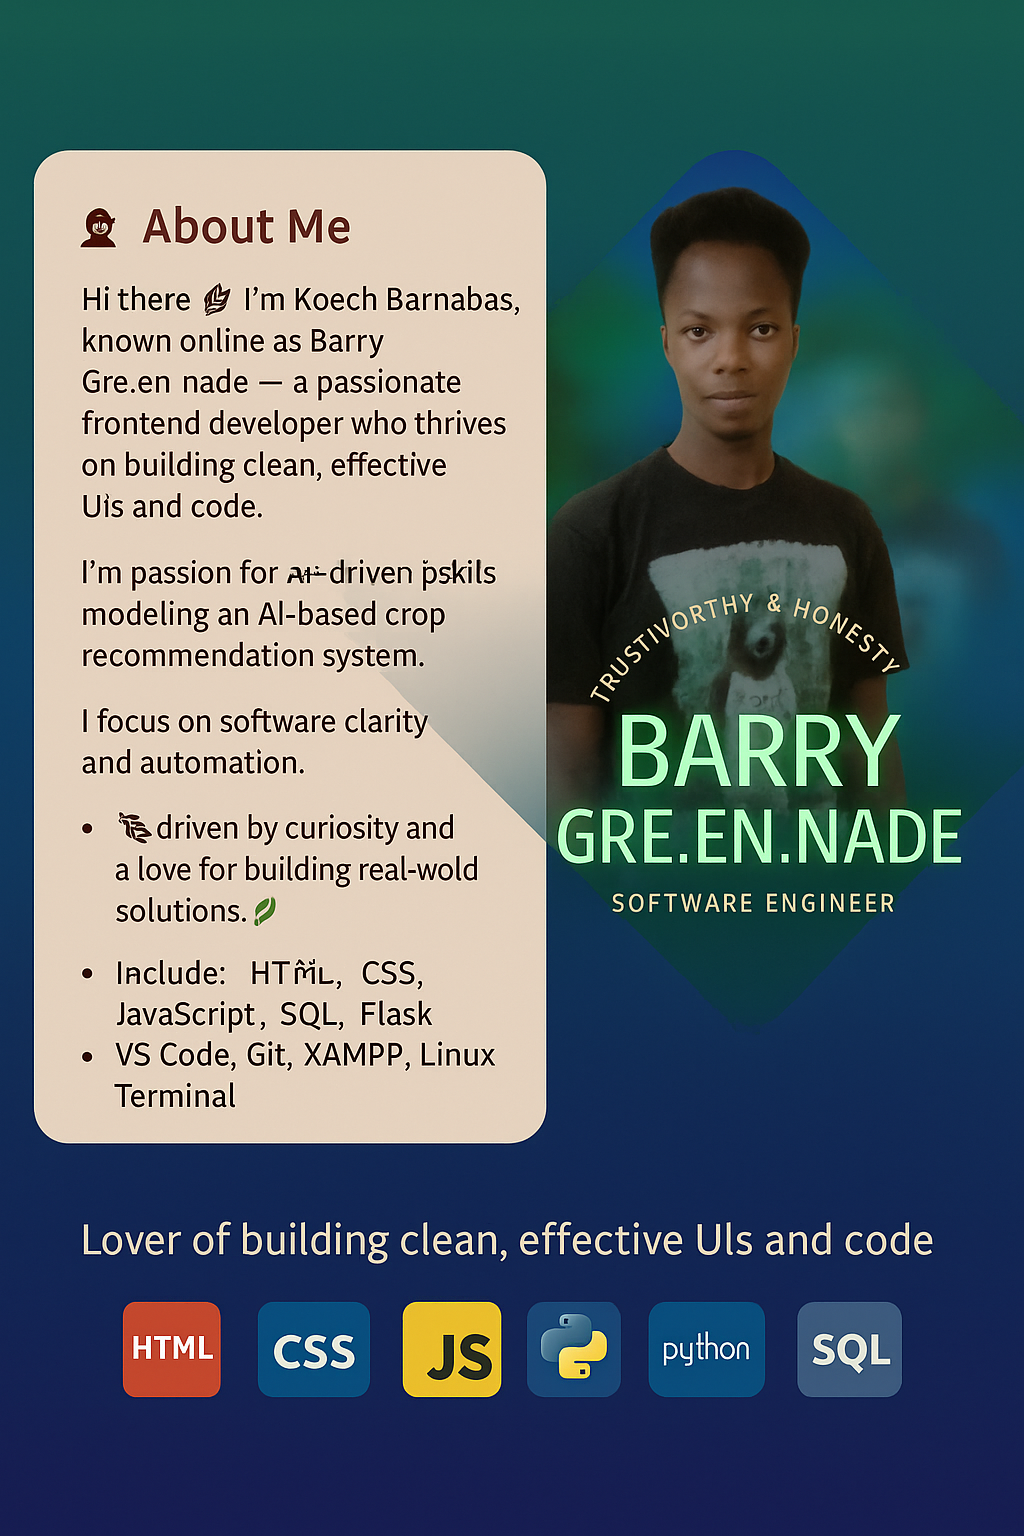 About Me
Hi there I'm Koech Barnabas,
known online as Barry
Gre.en nade — a passionate
frontend developer who thrives
on building clean, effective
UIs and code.
I'm passion for driven pskils
modeling an AI-based crop
recommendation system.
I focus on software clarity
and automation.
• driven by curiosity and
a love for building real-wold
solutions.
• Include: HTML, CSS,
JavaScript, SQL, Flask
• VS Code, Git, XAMPP, Linux
Terminal
TRUSTIVORTHY & HONESTY
BARRY
GRE.EN.NADE
SOFTWARE ENGINEER
Lover of building clean, effective UIs and code
HTML
CSS
JS
python
SQL